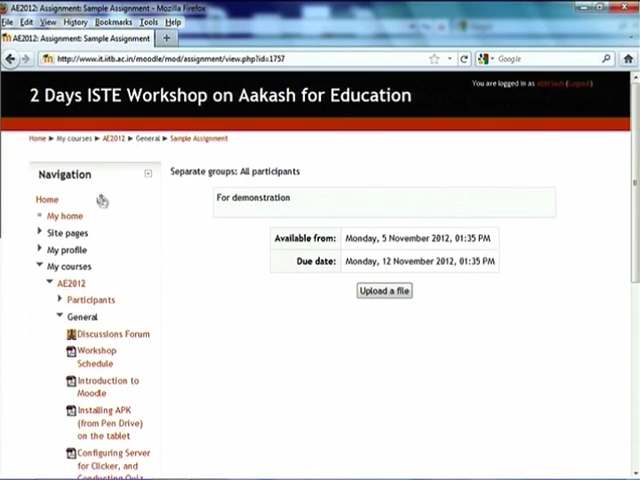 AE2012: Assignment: Sample Assignment - Mozilla Firefox
File Edit View History Bookmarks Tools Help
AE2012: Assignment: Sample Assignment
http://www.it.iitb.ac.in/moodle/mod/assignment/view.php?id=1757
Google
You are logged in as (Logout)
2 Days ISTE Workshop on Aakash for Education
Home ► My courses ► AE2012 ► General ► Sample Assignment
Navigation
Separate groups: All participants
Home
For demonstration
My home
Site pages
Available from: Monday, 5 November 2012, 01:35 PM
My profile
Due date: Monday, 12 November 2012, 01:35 PM
My courses
AE2012
Upload a file
Participants
General
Discussions Forum
Workshop
Schedule
Introduction to
Moodle
Installing APK
(from Pen Drive)
on the tablet
Configuring Server
for Clicker, and
Conducting Quiz